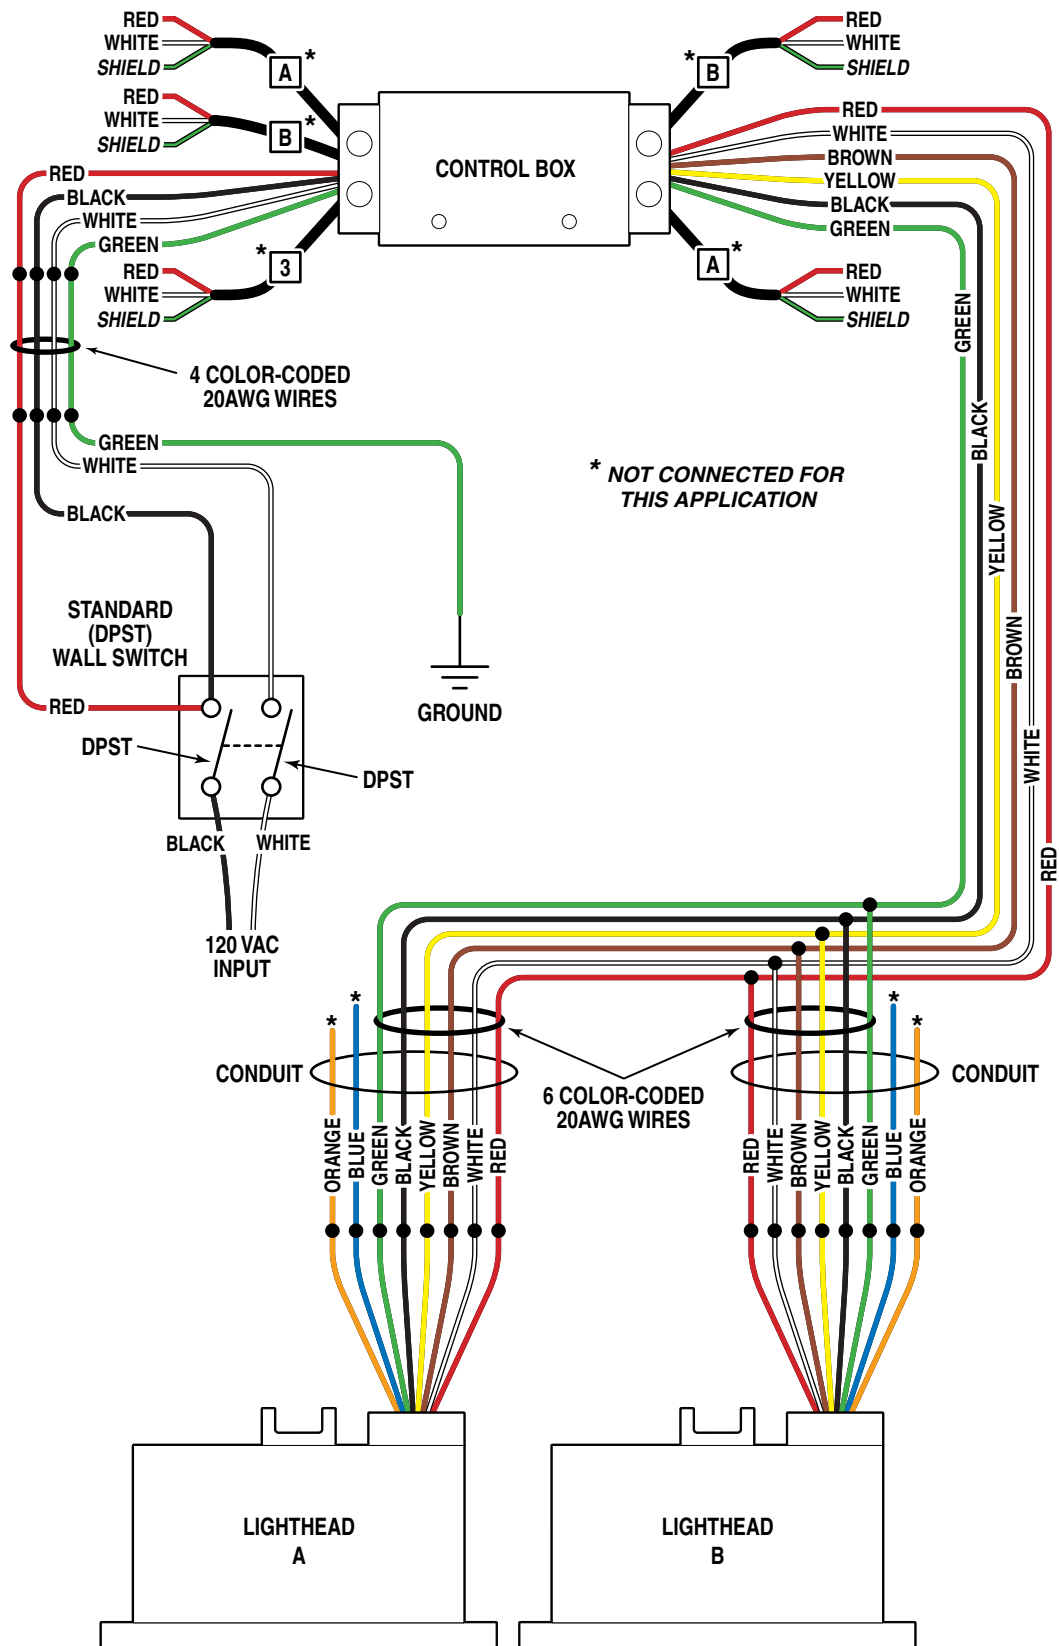 RED
WHITE
SHIELD
A
*
RED
WHITE
SHIELD
B
*
RED
BLACK
WHITE
GREEN
RED
WHITE
SHIELD
*
3
CONTROL BOX
*
B
RED
WHITE
SHIELD
RED
WHITE
BROWN
YELLOW
BLACK
GREEN
A
*
RED
WHITE
SHIELD
4 COLOR-CODED
20AWG WIRES
GREEN
WHITE
BLACK
* NOT CONNECTED FOR
THIS APPLICATION
GREEN
BLACK
YELLOW
BROWN
WHITE
RED
STANDARD
(DPST)
WALL SWITCH
RED
GROUND
DPST
DPST
BLACK
WHITE
120 VAC
INPUT
*
*
*
*
CONDUIT
6 COLOR-CODED
20AWG WIRES
CONDUIT
ORANGE
BLUE
GREEN
BLACK
YELLOW
BROWN
WHITE
RED
RED
WHITE
BROWN
YELLOW
BLACK
GREEN
BLUE
ORANGE
LIGHTHEAD
A
LIGHTHEAD
B